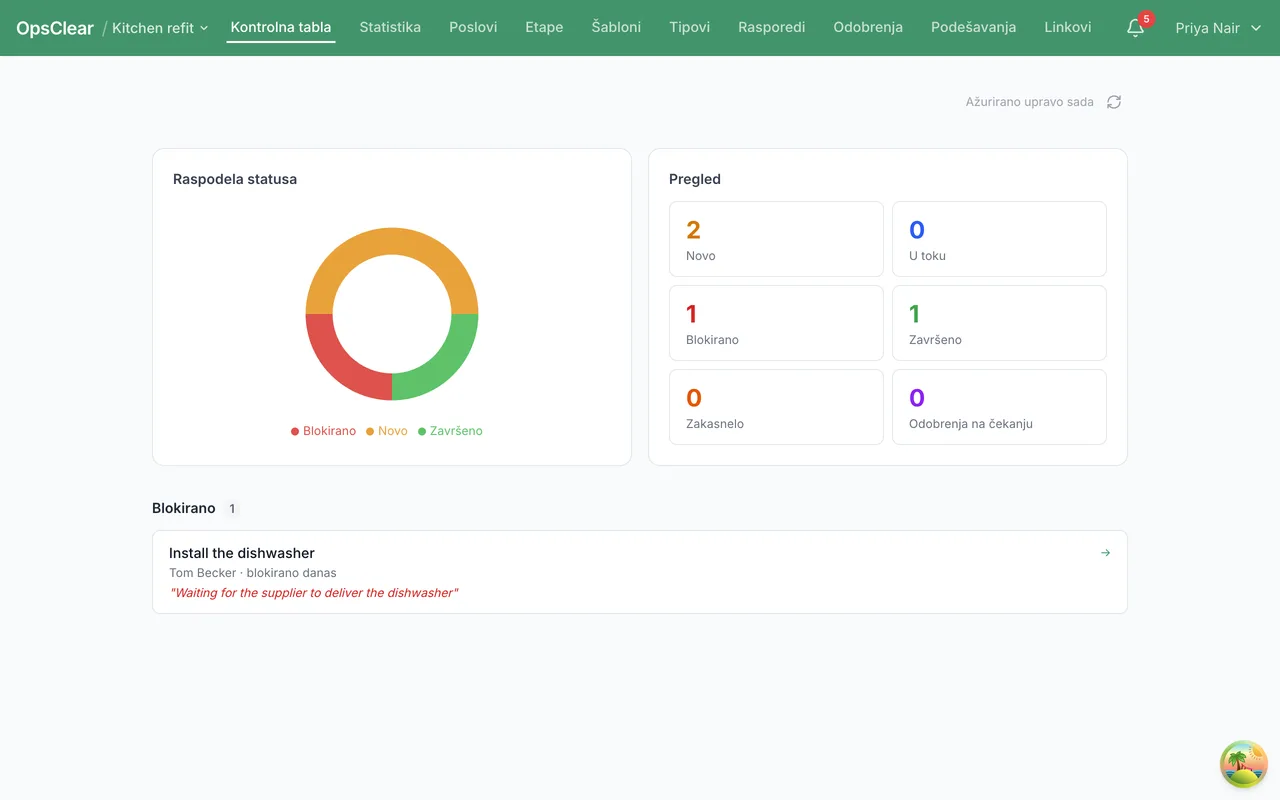 OpsClear / Kitchen refit Kontrolna tabla Statistika Poslovi Etape Šabloni Tipovi Rasporedi Odobrenja Podešavanja Linkovi 5 Priya Nair
Ažurirano upravo sada
Raspodela statusa
Blokirano Novo Završeno
Pregled
2
Novo
0
U toku
1
Blokirano
1
Završeno
0
Zakasnelo
0
Odobrenja na čekanju
Blokirano 1
Install the dishwasher
Tom Becker · blokirano danas
"Waiting for the supplier to deliver the dishwasher"